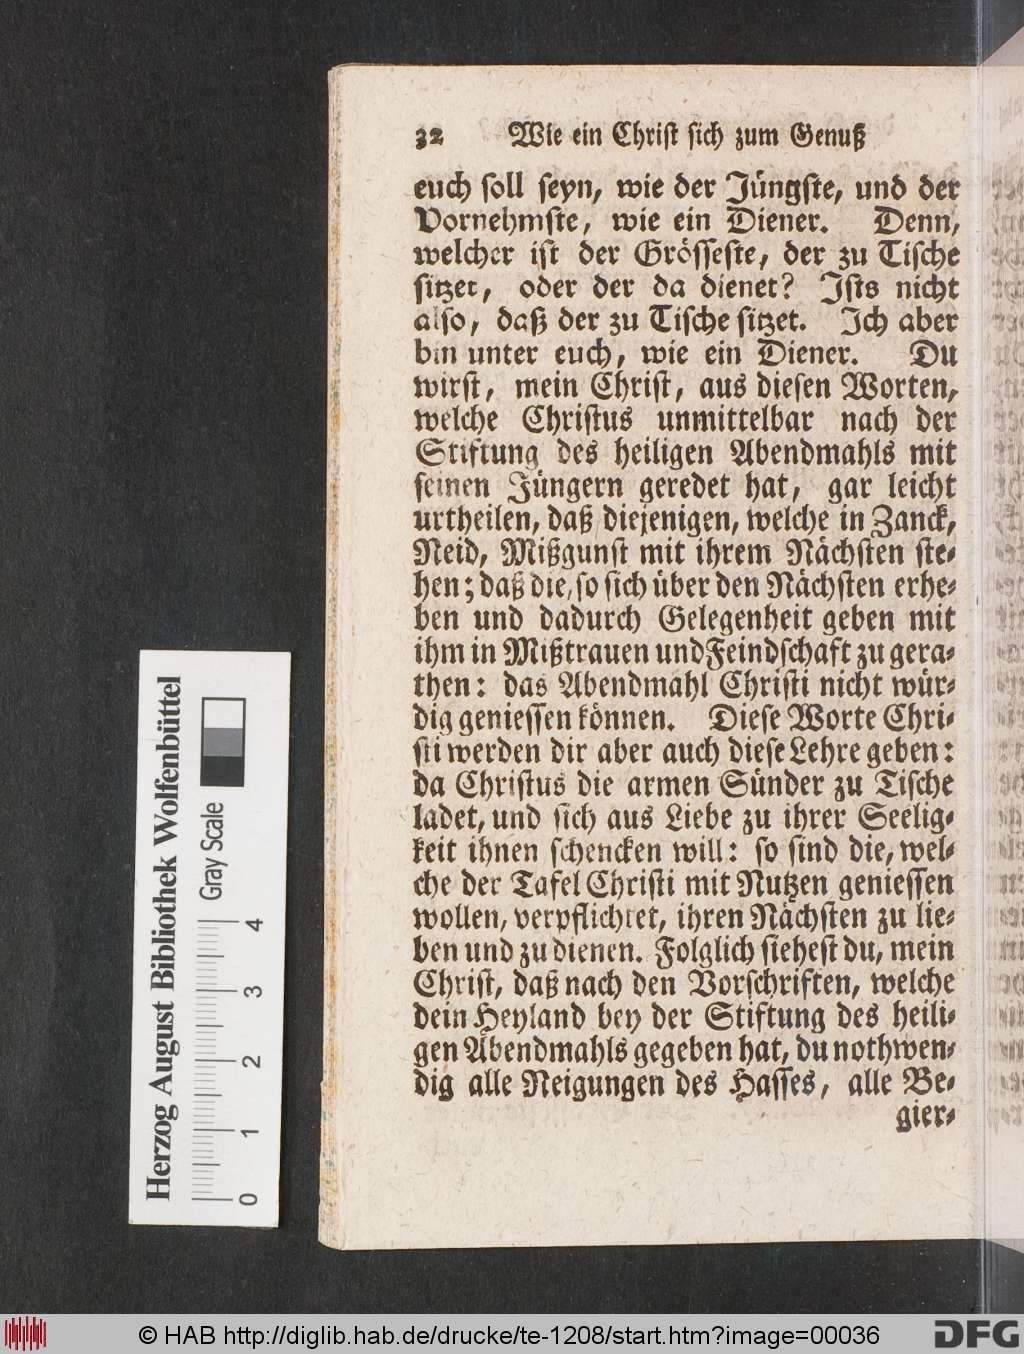 32 Wie ein Christ sich zum Genuß
euch soll seyn, wie der Jüngste, und der
Vornehmste, wie ein Diener. Denn,
welcher ist der Grösseste, der zu Tische
sitzet, oder der da dienet? Ists nicht
also, daß der zu Tische sitzet. Ich aber
bin unter euch, wie ein Diener. Du
wirst, mein Christ, aus diesen Worten,
welche Christus unmittelbar nach der
Stiftung des heiligen Abendmahls mit
seinen Jüngern geredet hat, gar leicht
urtheilen, daß diejenigen, welche in Zanck,
Neid, Mißgunst mit ihrem Nächsten ste-
hen; daß die, so sich über den Nächsten erhe-
ben und dadurch Gelegenheit geben mit
ihm in Mißtrauen und Feindschaft zu gera-
then: das Abendmahl Christi nicht wür-
dig geniessen können. Diese Worte Chri-
sti werden dir aber auch diese Lehre geben:
da Christus die armen Sünder zu Tische
ladet, und sich aus Liebe zu ihrer Seelig-
keit ihnen schencken will: so sind die, wel-
che der Tafel Christi mit Nutzen geniessen
wollen, verpflichtet, ihren Nächsten zu lie-
ben und zu dienen. Folglich siehest du, mein
Christ, daß nach den Vorschriften, welche
dein Heyland bey der Stiftung des heili-
gen Abendmahls gegeben hat, du nothwen-
dig alle Neigungen des Hasses, alle Be-
gier-
Herzog August Bibliothek Wolfenbüttel
Gray Scale
0 1 2 3 4
© HAB http://diglib.hab.de/drucke/te-1208/start.htm?image=00036
DFG